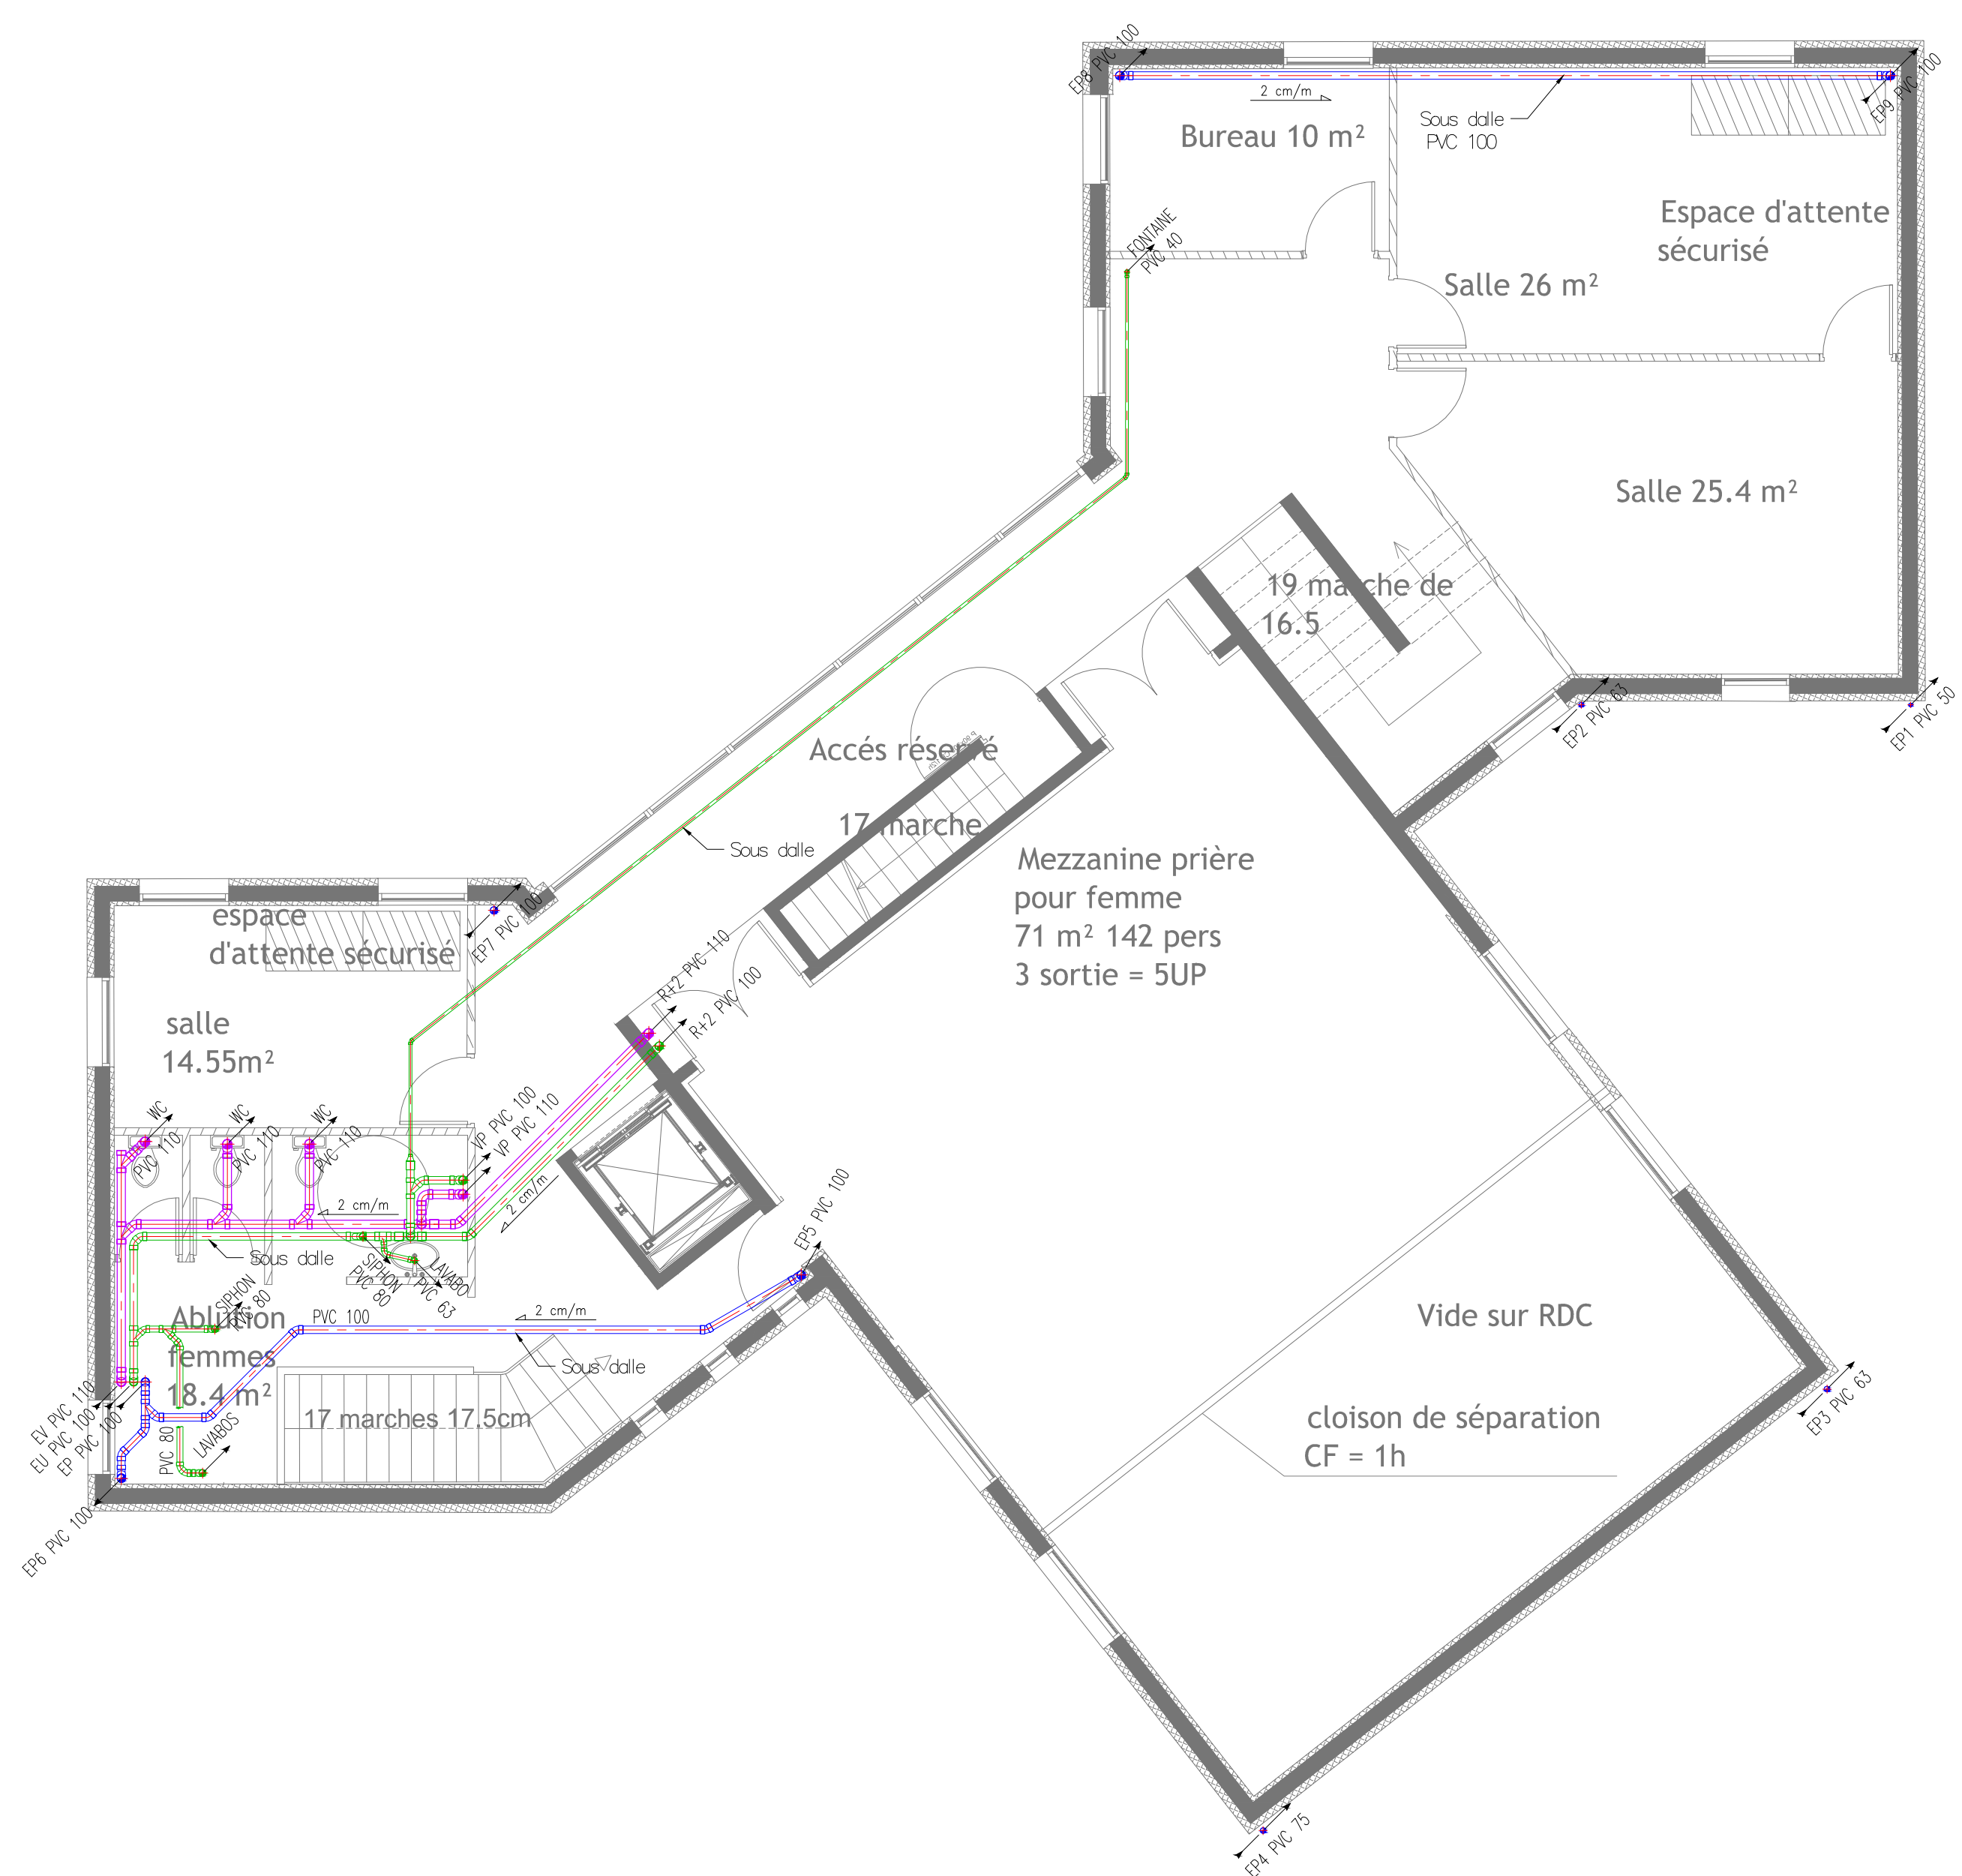 EP8 PVC 100
EP9 PVC 100
2 cm/m
Sous dalle
PVC 100
Bureau 10 m²
Espace d'attente
sécurisé
FONTAINE
PVC 40
Salle 26 m²
Salle 25.4 m²
19 marche de
16.5
EP2 PVC 63
EP1 PVC 50
Accés réservé
17 marche
Sous dalle
Mezzanine prière
pour femme
71 m² 142 pers
3 sortie = 5UP
espace
d'attente sécurisé
EP7 PVC 100
R+2 PVC 110
R+2 PVC 100
salle
14.55m²
WC
PVC 110
WC
PVC 110
WC
PVC 110
VP PVC 100
VP PVC 110
2 cm/m
2 cm/m
Sous dalle
SIPHON
PVC 80
LAVABO
PVC 63
EP5 PVC 100
SIPHON
PVC 80
Ablution
femmes
18.4 m²
PVC 100
2 cm/m
Sous dalle
17 marches 17.5cm
EV PVC 110
EU PVC 100
EP PVC 100
PVC 80
LAVABOS
EP6 PVC 100
Vide sur RDC
cloison de séparation
CF = 1h
EP3 PVC 63
EP4 PVC 75